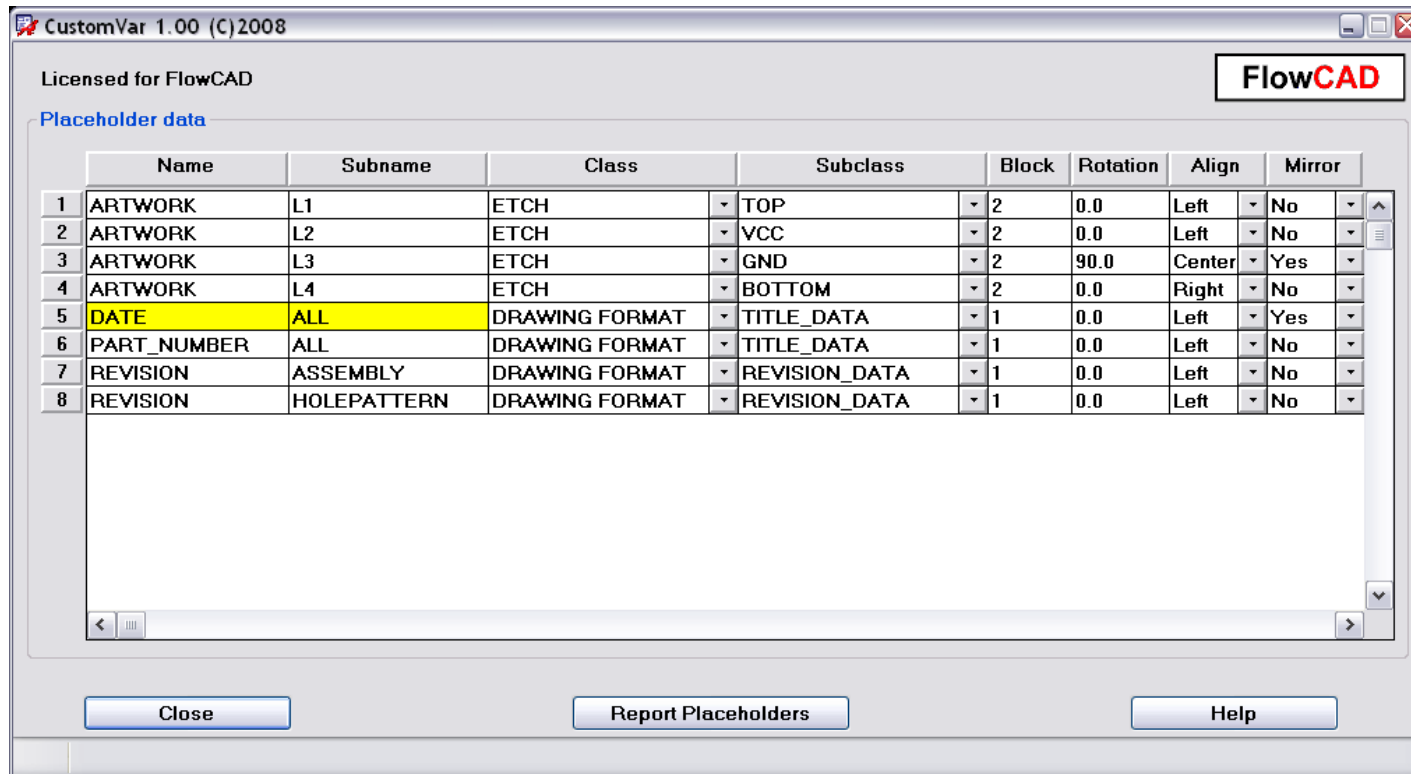 CustomVar 1.00 (C)2008
Licensed for FlowCAD
FlowCAD
Placeholder data
Name Subname Class Subclass Block Rotation Align Mirror
1 ARTWORK L1 ETCH TOP 2 0.0 Left No
2 ARTWORK L2 ETCH VCC 2 0.0 Left No
3 ARTWORK L3 ETCH GND 2 90.0 Center Yes
4 ARTWORK L4 ETCH BOTTOM 2 0.0 Right No
5 DATE ALL DRAWING FORMAT TITLE_DATA 1 0.0 Left Yes
6 PART_NUMBER ALL DRAWING FORMAT TITLE_DATA 1 0.0 Left No
7 REVISION ASSEMBLY DRAWING FORMAT REVISION_DATA 1 0.0 Left No
8 REVISION HOLEPATTERN DRAWING FORMAT REVISION_DATA 1 0.0 Left No
Close Report Placeholders Help